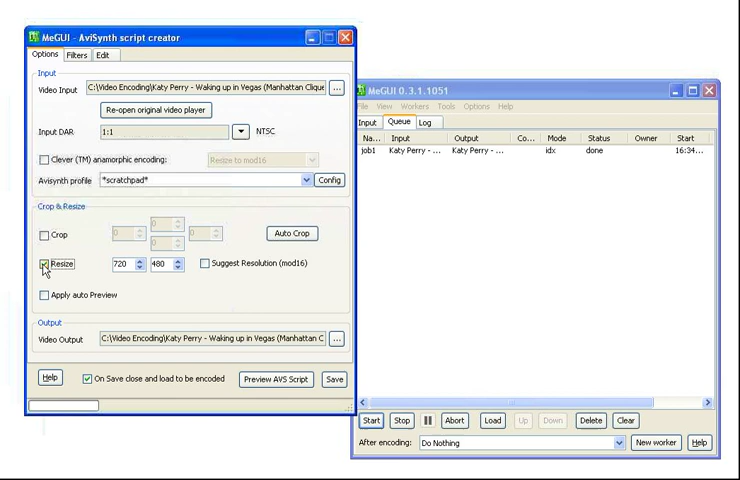 MeGUI - AviSynth script creator
Options Filters Edit
Input
Video Input C:\Video Encoding\Katy Perry - Waking up in Vegas (Manhattan Clique ...
Re-open original video player
Input DAR 1:1 NTSC
Clever (TM) anamorphic encoding: Resize to mod16
Avisynth profile *scratchpad* Config
Crop & Resize
0
Crop 0 0 Auto Crop
0
Resize 720 480 Suggest Resolution (mod16)
Apply auto Preview
Output
Video Output C:\Video Encoding\Katy Perry - Waking up in Vegas (Manhattan C ...
Help On Save close and load to be encoded Preview AVS Script Save
MeGUI 0.3.1.1051
File View Workers Tools Options Help
Input Queue Log
Na... Input Output Co... Mode Status Owner Start
job1 Katy Perry - ... Katy Perry - ... idx done 16:34...
Start Stop Abort Load Up Down Delete Clear
After encoding: Do Nothing New worker Help